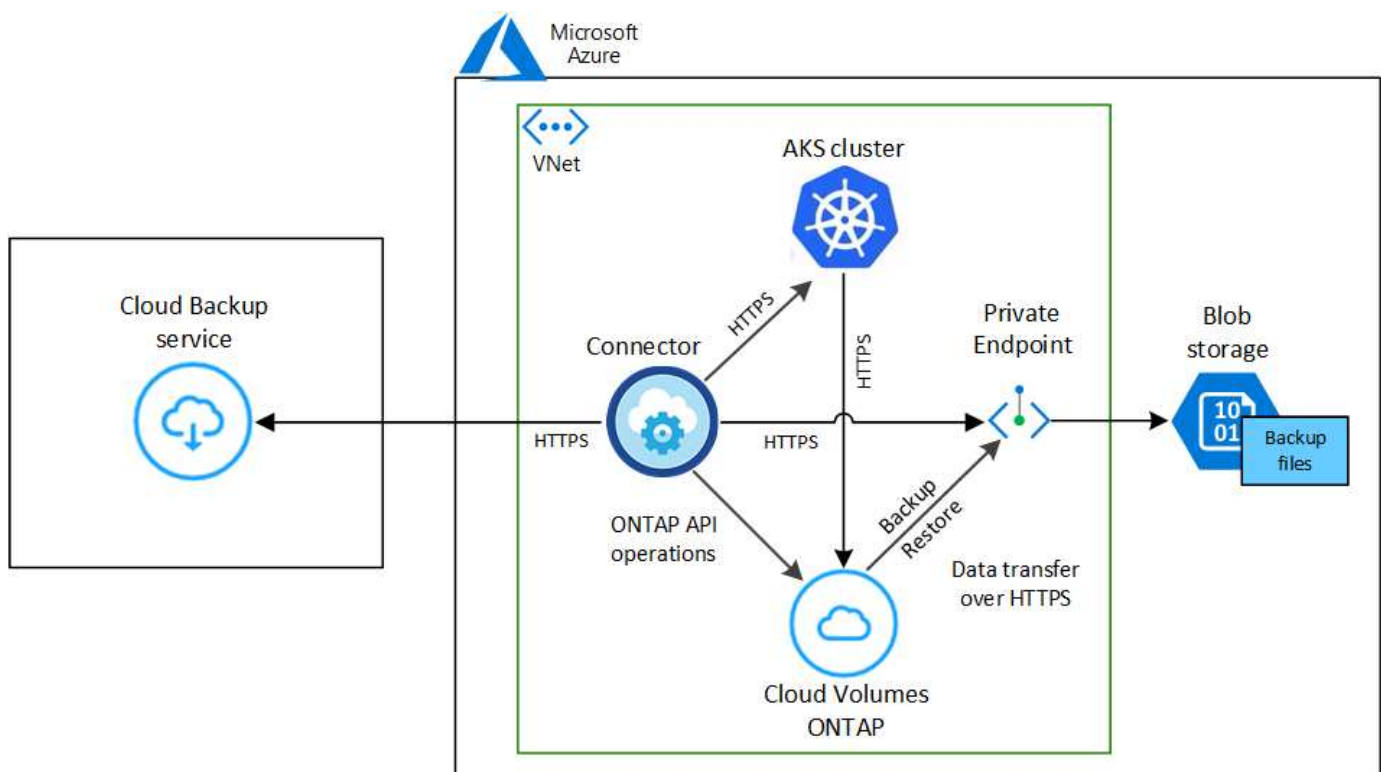 Microsoft
Azure
VNet
AKS cluster
Cloud Backup
service
Connector
HTTPS
HTTPS
Private
Endpoint
Blob
storage
HTTPS
HTTPS
10
01
Backup
files
ONTAP API
operations
Backup
Restore
Data transfer
over HTTPS
Cloud Volumes
ONTAP